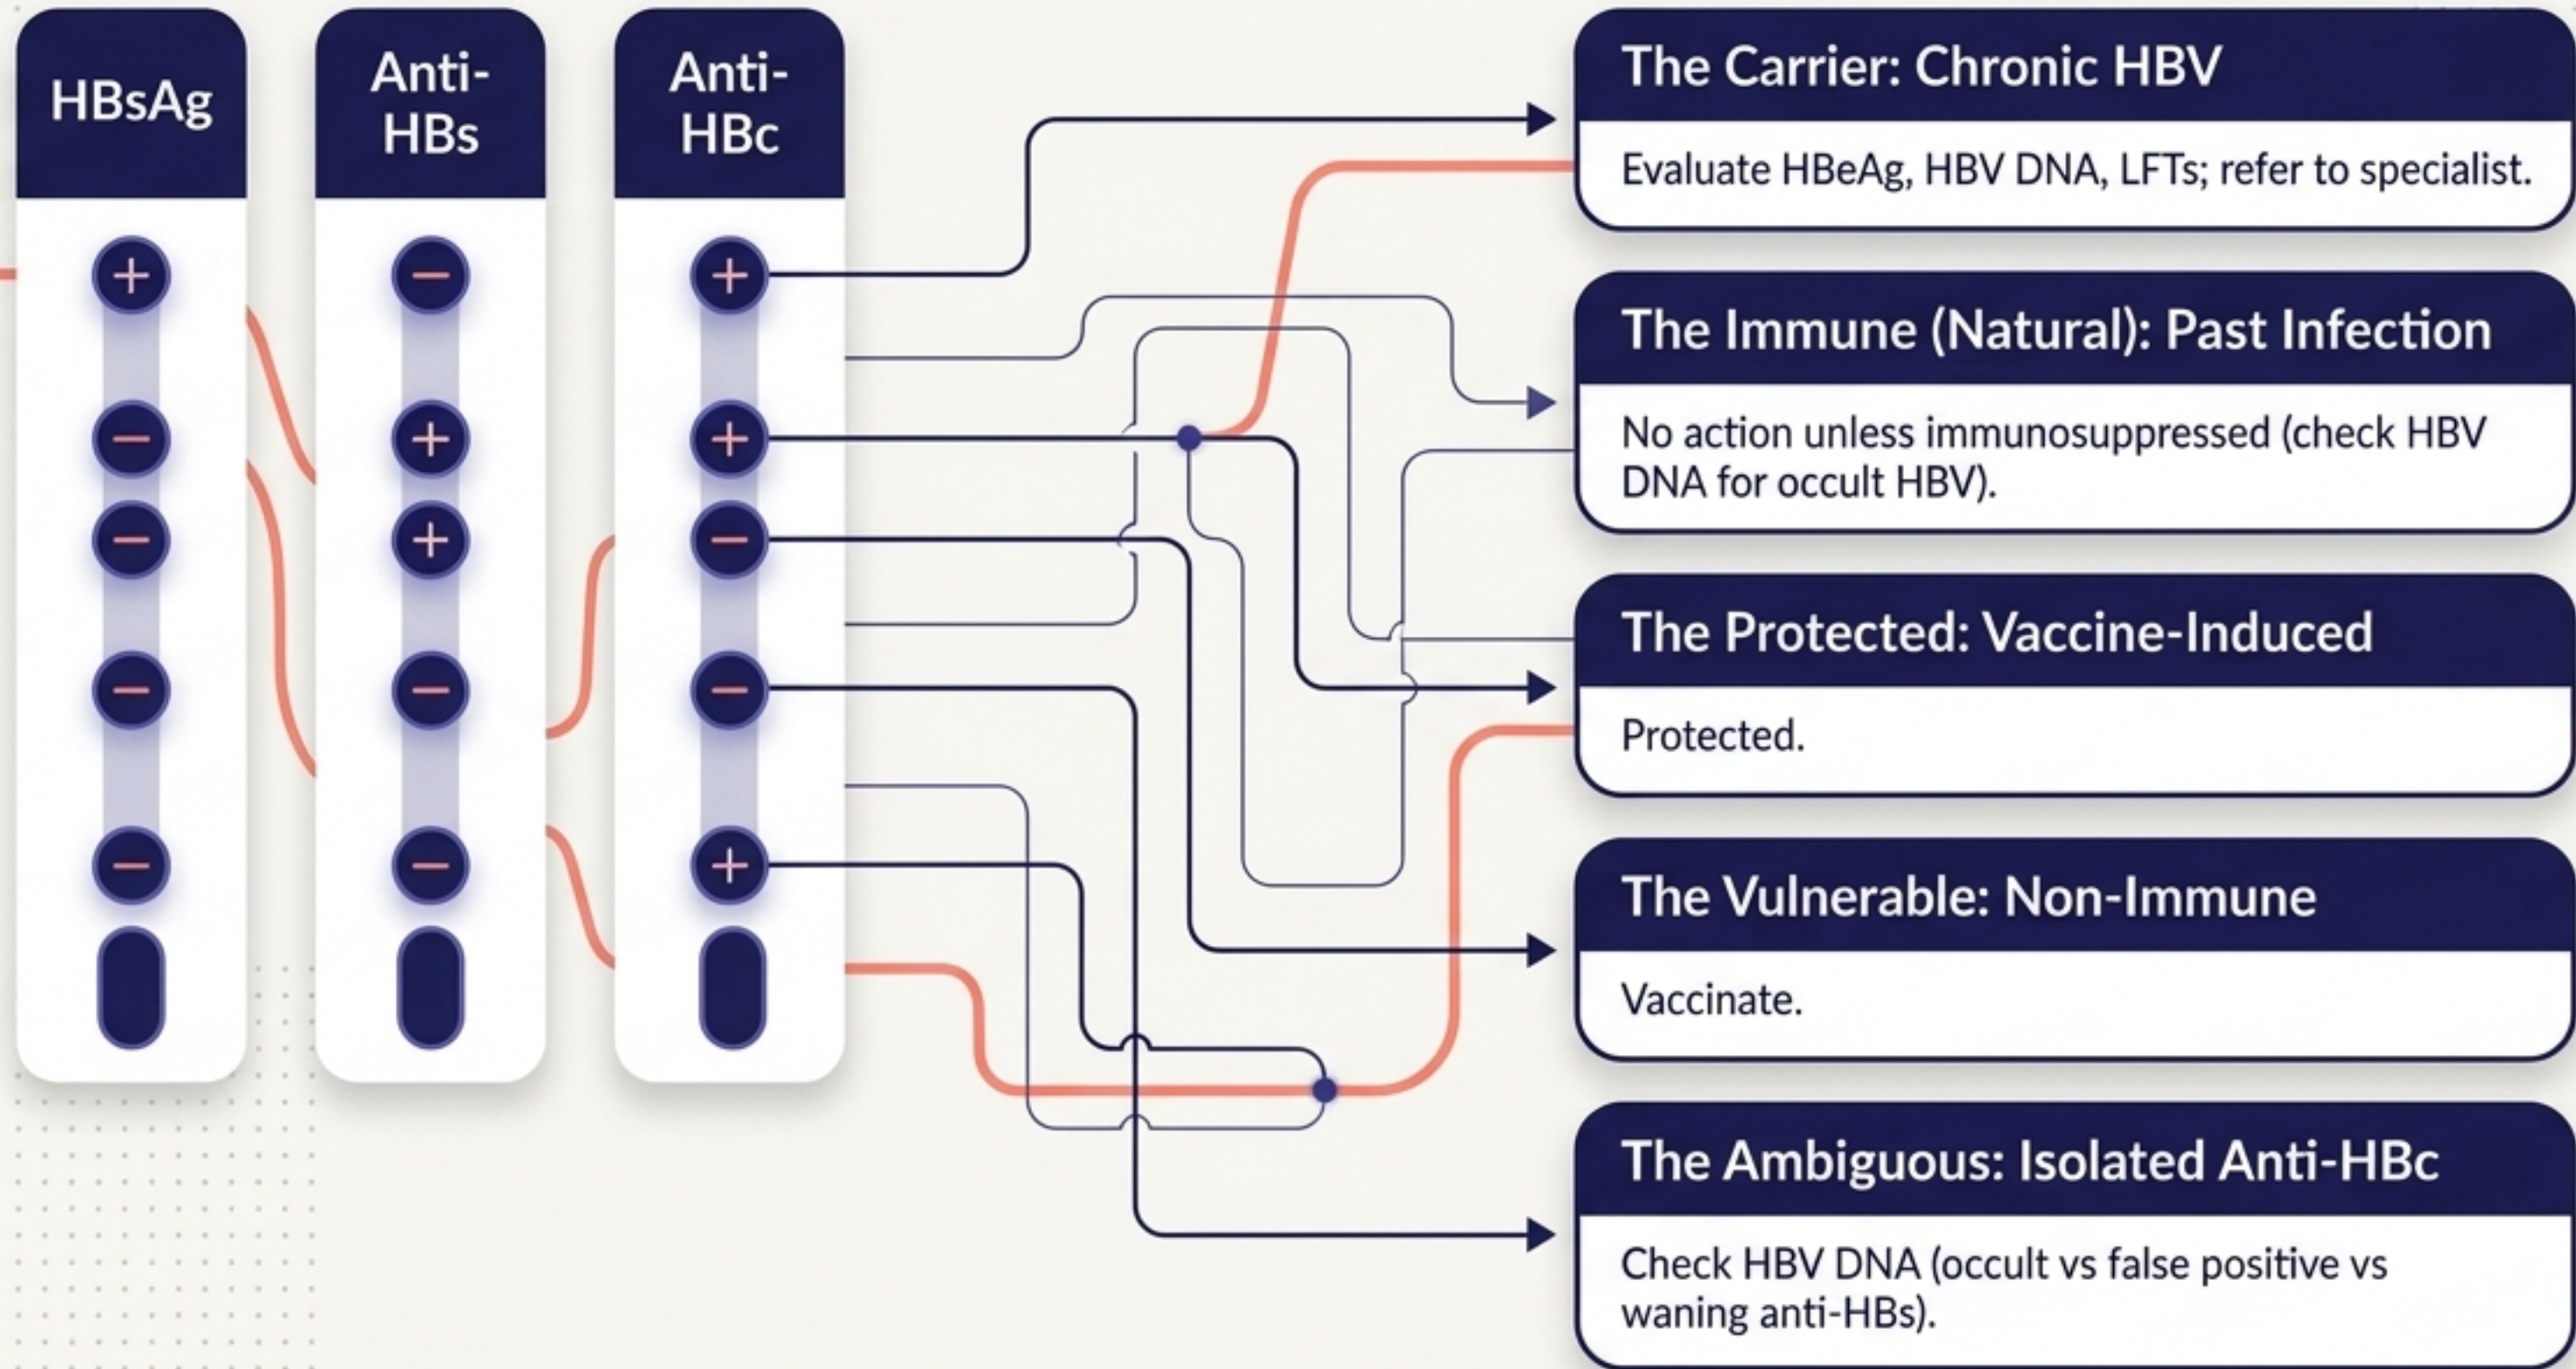 HBsAg
Anti-
HBs
Anti-
HBc
+
−
+
−
+
+
−
+
−
−
−
−
−
−
+
The Carrier: Chronic HBV
Evaluate HBeAg, HBV DNA, LFTs; refer to specialist.
The Immune (Natural): Past Infection
No action unless immunosuppressed (check HBV
DNA for occult HBV).
The Protected: Vaccine-Induced
Protected.
The Vulnerable: Non-Immune
Vaccinate.
The Ambiguous: Isolated Anti-HBc
Check HBV DNA (occult vs false positive vs
waning anti-HBs).